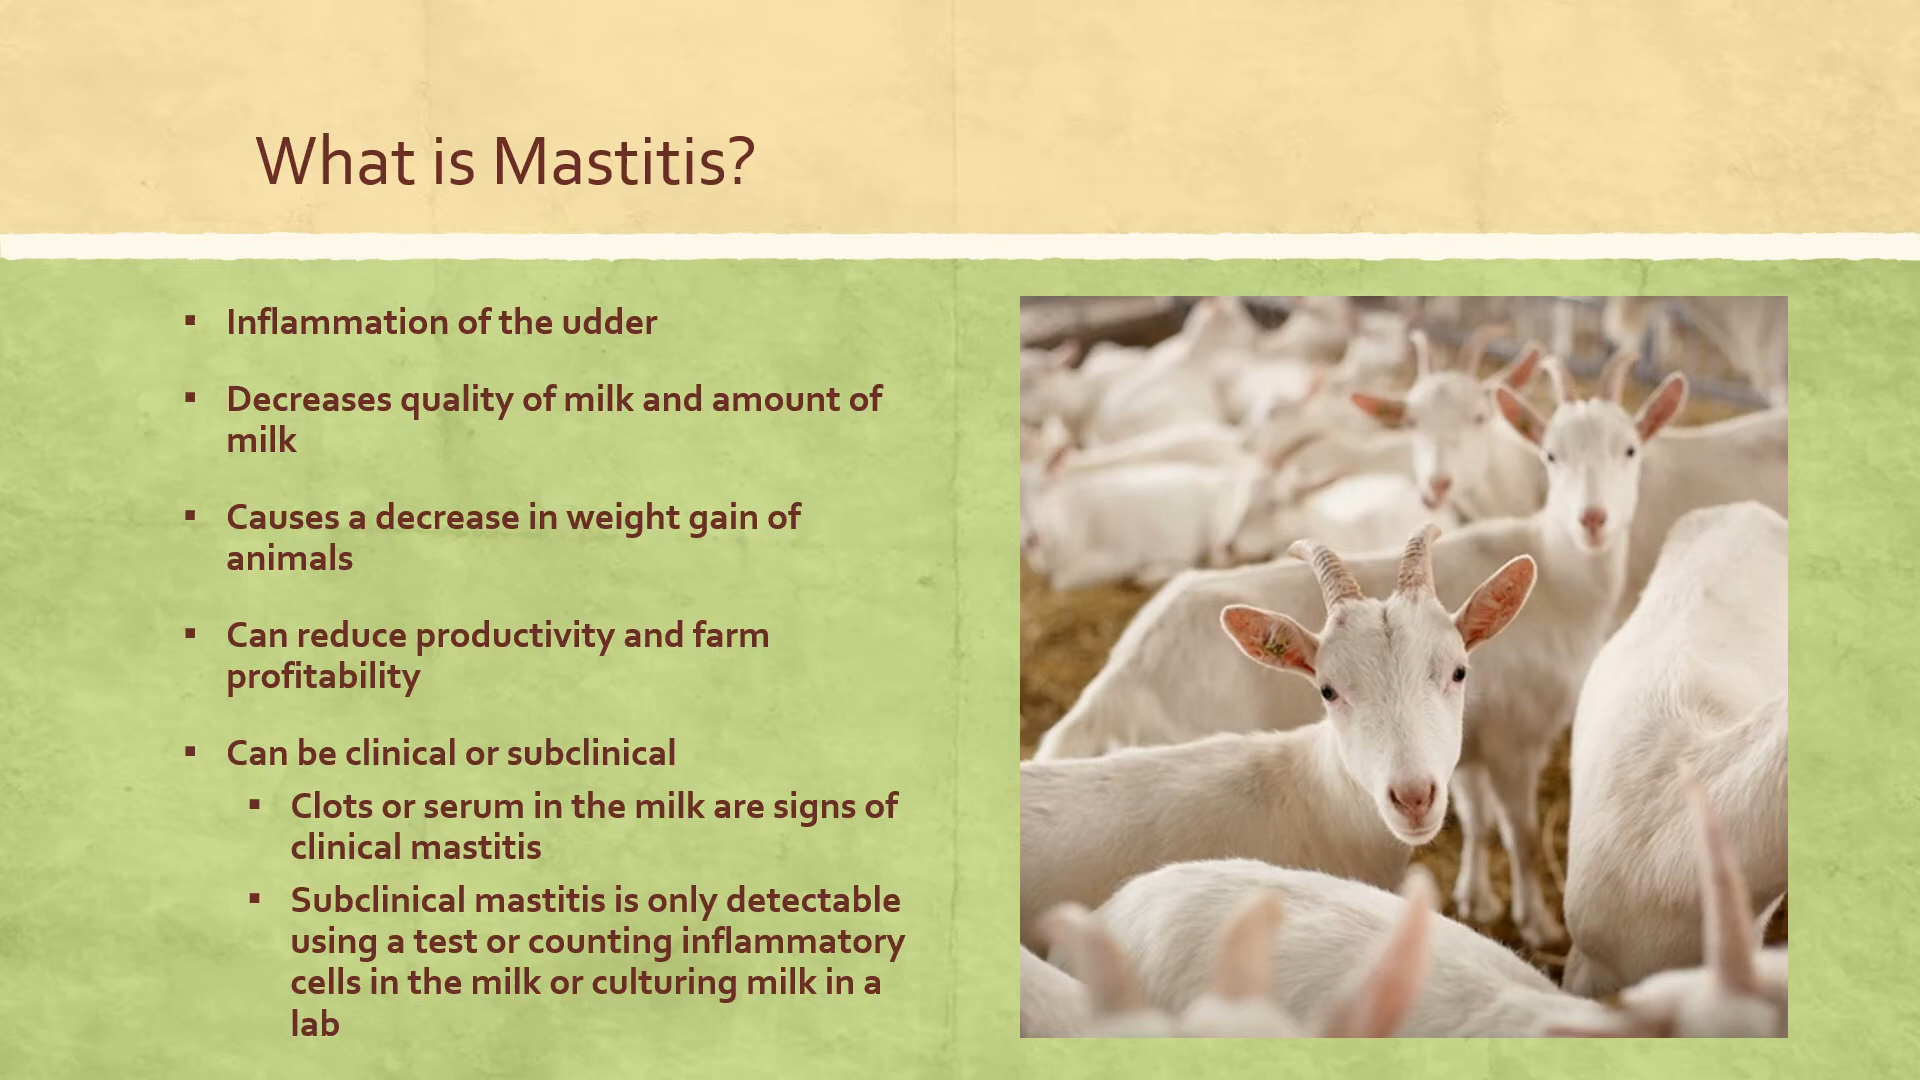 What is Mastitis?
▪ Inflammation of the udder
▪ Decreases quality of milk and amount of
milk
▪ Causes a decrease in weight gain of
animals
▪ Can reduce productivity and farm
profitability
▪ Can be clinical or subclinical
▪ Clots or serum in the milk are signs of
clinical mastitis
▪ Subclinical mastitis is only detectable
using a test or counting inflammatory
cells in the milk or culturing milk in a
lab